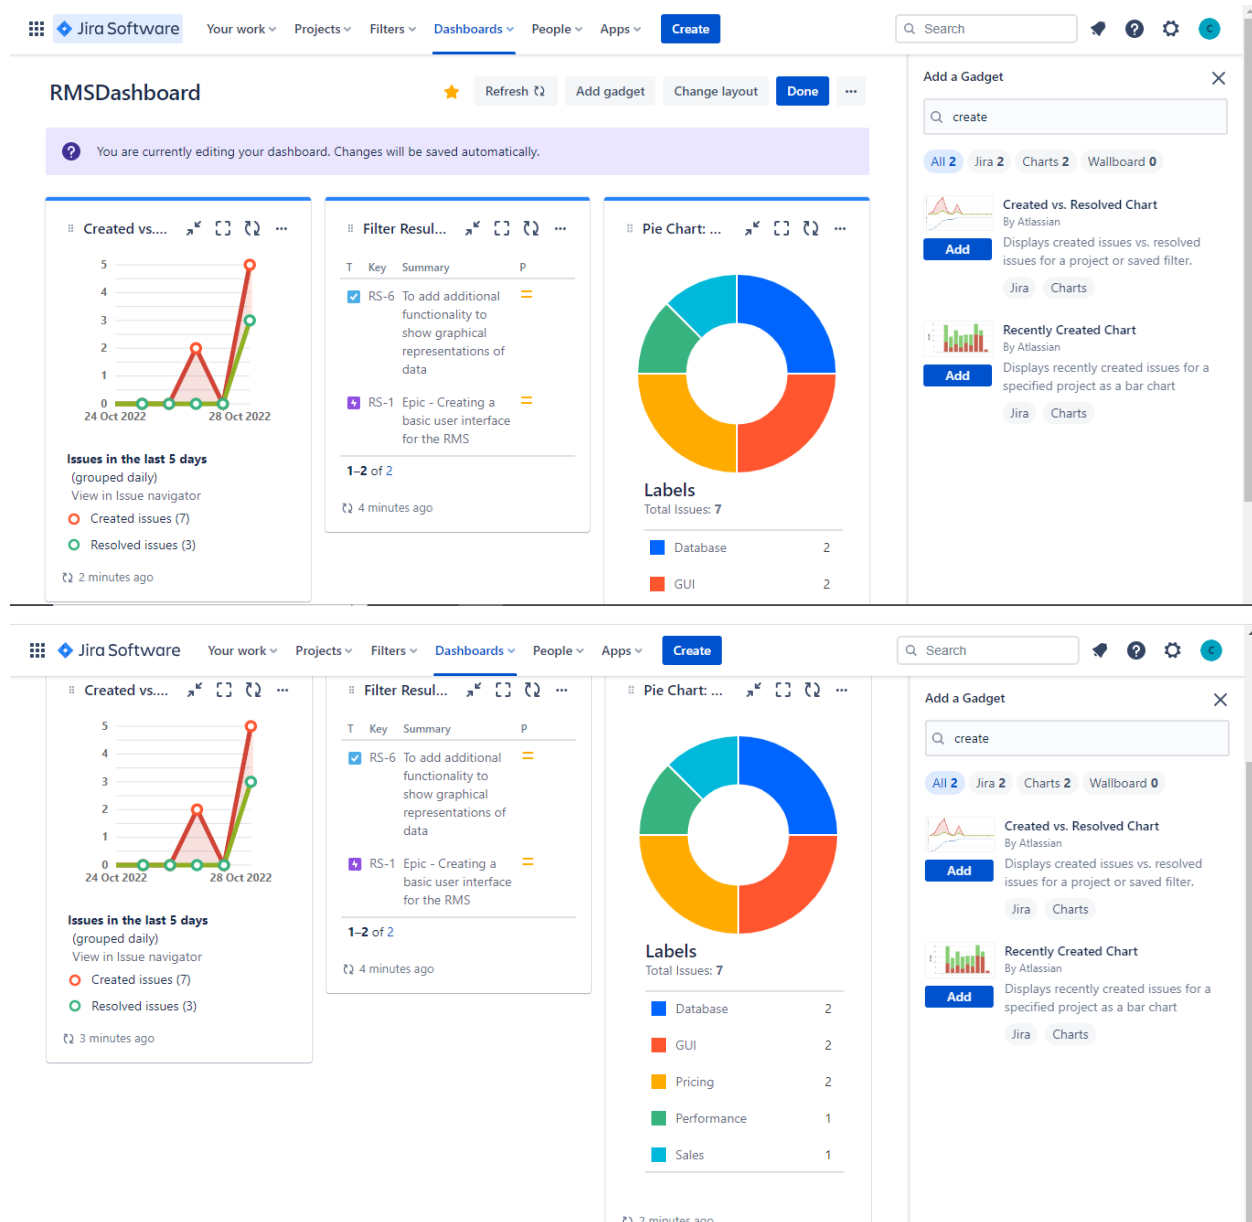 Jira Software Your work Projects Filters Dashboards People Apps Create Search C
RMSDashboard Refresh Add gadget Change layout Done
You are currently editing your dashboard. Changes will be saved automatically.
Created vs....
5
4
3
2
1
0
24 Oct 2022 28 Oct 2022
Issues in the last 5 days
(grouped daily)
View in Issue navigator
Created issues (7)
Resolved issues (3)
2 minutes ago
Filter Resul...
T Key Summary P
RS-6 To add additional
functionality to
show graphical
representations of
data
RS-1 Epic - Creating a
basic user interface
for the RMS
1–2 of 2
4 minutes ago
Pie Chart: ...
Labels
Total Issues: 7
Database 2
GUI 2
Add a Gadget
create
All 2 Jira 2 Charts 2 Wallboard 0
Created vs. Resolved Chart
By Atlassian
Add
Displays created issues vs. resolved
issues for a project or saved filter.
Jira Charts
Recently Created Chart
By Atlassian
Add
Displays recently created issues for a
specified project as a bar chart
Jira Charts
Jira Software Your work Projects Filters Dashboards People Apps Create Search C
Created vs....
5
4
3
2
1
0
24 Oct 2022 28 Oct 2022
Issues in the last 5 days
(grouped daily)
View in Issue navigator
Created issues (7)
Resolved issues (3)
3 minutes ago
Filter Resul...
T Key Summary P
RS-6 To add additional
functionality to
show graphical
representations of
data
RS-1 Epic - Creating a
basic user interface
for the RMS
1–2 of 2
4 minutes ago
Pie Chart: ...
Labels
Total Issues: 7
Database 2
GUI 2
Pricing 2
Performance 1
Sales 1
2 minutes ago
Add a Gadget
create
All 2 Jira 2 Charts 2 Wallboard 0
Created vs. Resolved Chart
By Atlassian
Add
Displays created issues vs. resolved
issues for a project or saved filter.
Jira Charts
Recently Created Chart
By Atlassian
Add
Displays recently created issues for a
specified project as a bar chart
Jira Charts